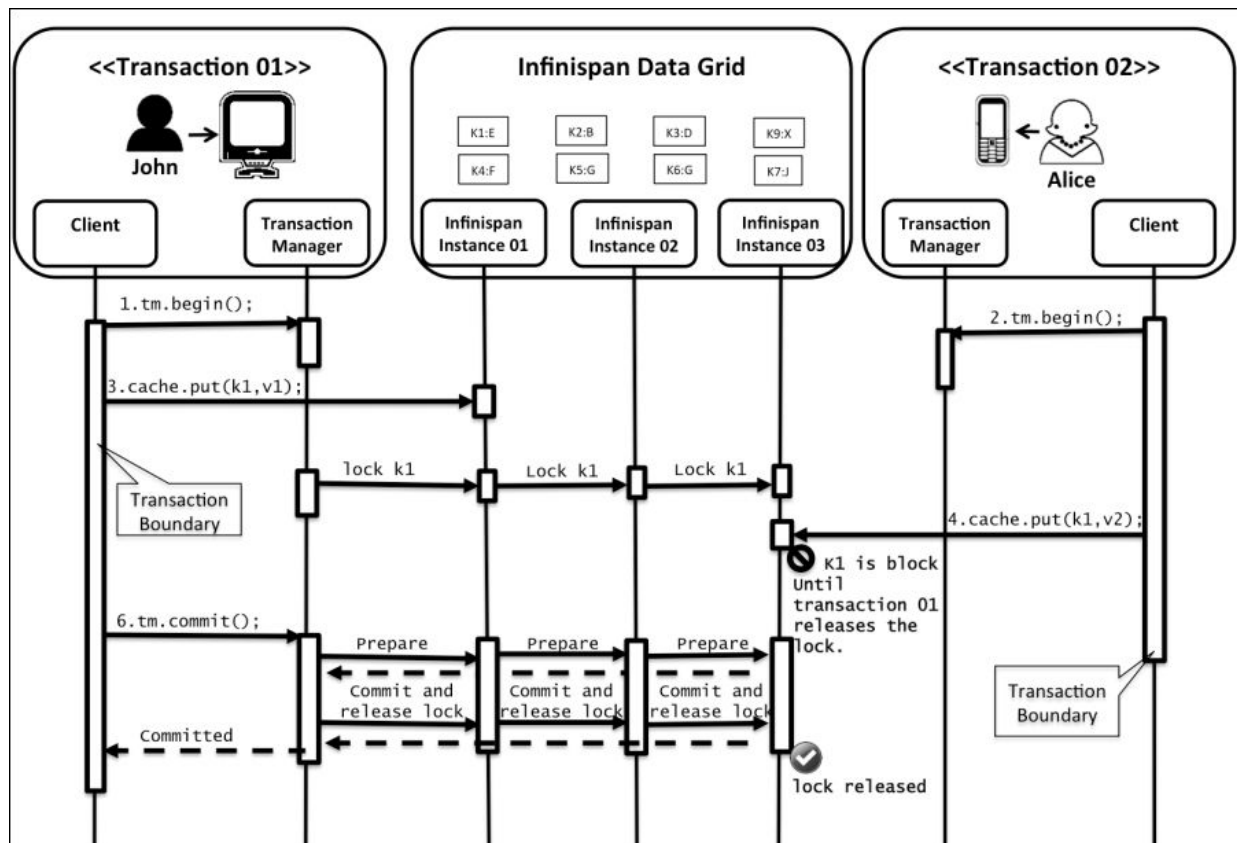 <<Transaction 01>>
John
Client
Transaction
Manager
Infinispan Data Grid
K1:E
K2:B
K3:D
K9:X
K4:F
K5:G
K6:G
K7:J
Infinispan
Instance 01
Infinispan
Instance 02
Infinispan
Instance 03
<<Transaction 02>>
Alice
Transaction
Manager
Client
1.tm.begin();
2.tm.begin();
3.cache.put(k1,v1);
lock k1
Lock k1
Lock k1
Transaction
Boundary
4.cache.put(k1,v2);
K1 is block
Until
transaction 01
releases the
lock.
6.tm.commit();
Prepare
Prepare
Prepare
Commit and
release lock
Commit and
release lock
Commit and
release lock
Transaction
Boundary
Committed
lock released